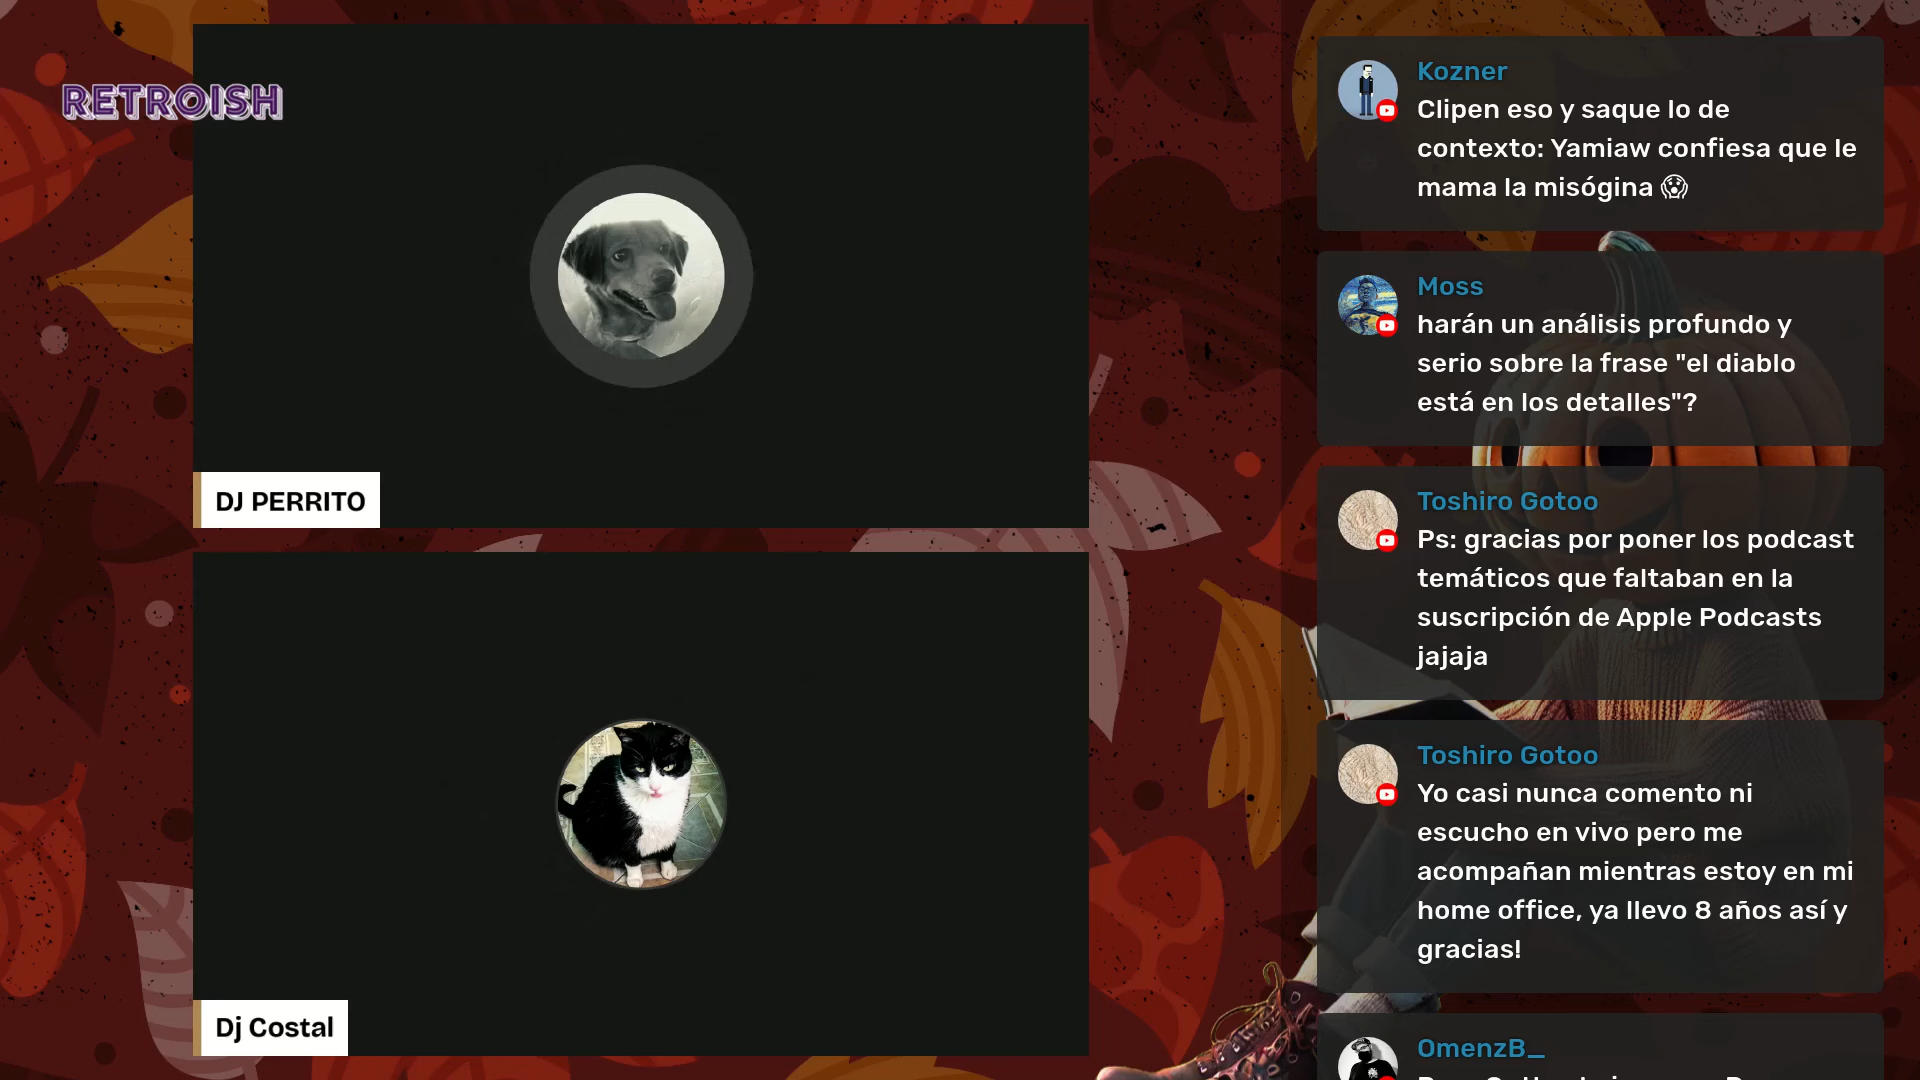 RETROISH
DJ PERRITO
Dj Costal
Kozner
Clipen eso y saque lo de
contexto: Yamiaw confiesa que le
mama la misógina 😱
Moss
harán un análisis profundo y
serio sobre la frase "el diablo
está en los detalles"?
Toshiro Gotoo
Ps: gracias por poner los podcast
temáticos que faltaban en la
suscripción de Apple Podcasts
jajaja
Toshiro Gotoo
Yo casi nunca comento ni
escucho en vivo pero me
acompañan mientras estoy en mi
home office, ya llevo 8 años así y
gracias!
OmenzB_